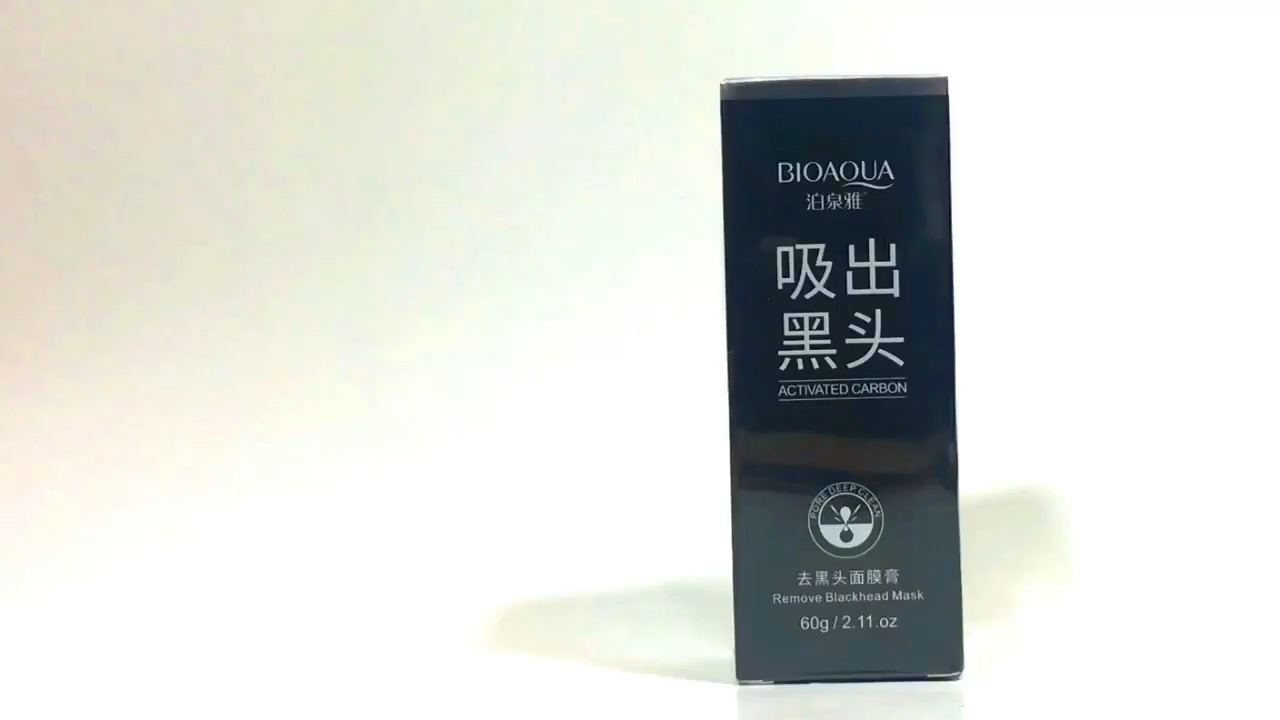 BIOAQUA
泊泉雅
吸出
黑头
ACTIVATED CARBON
PORE DEEP CLEAN
去黑头面膜膏
Remove Blackhead Mask
60g / 2.11.oz